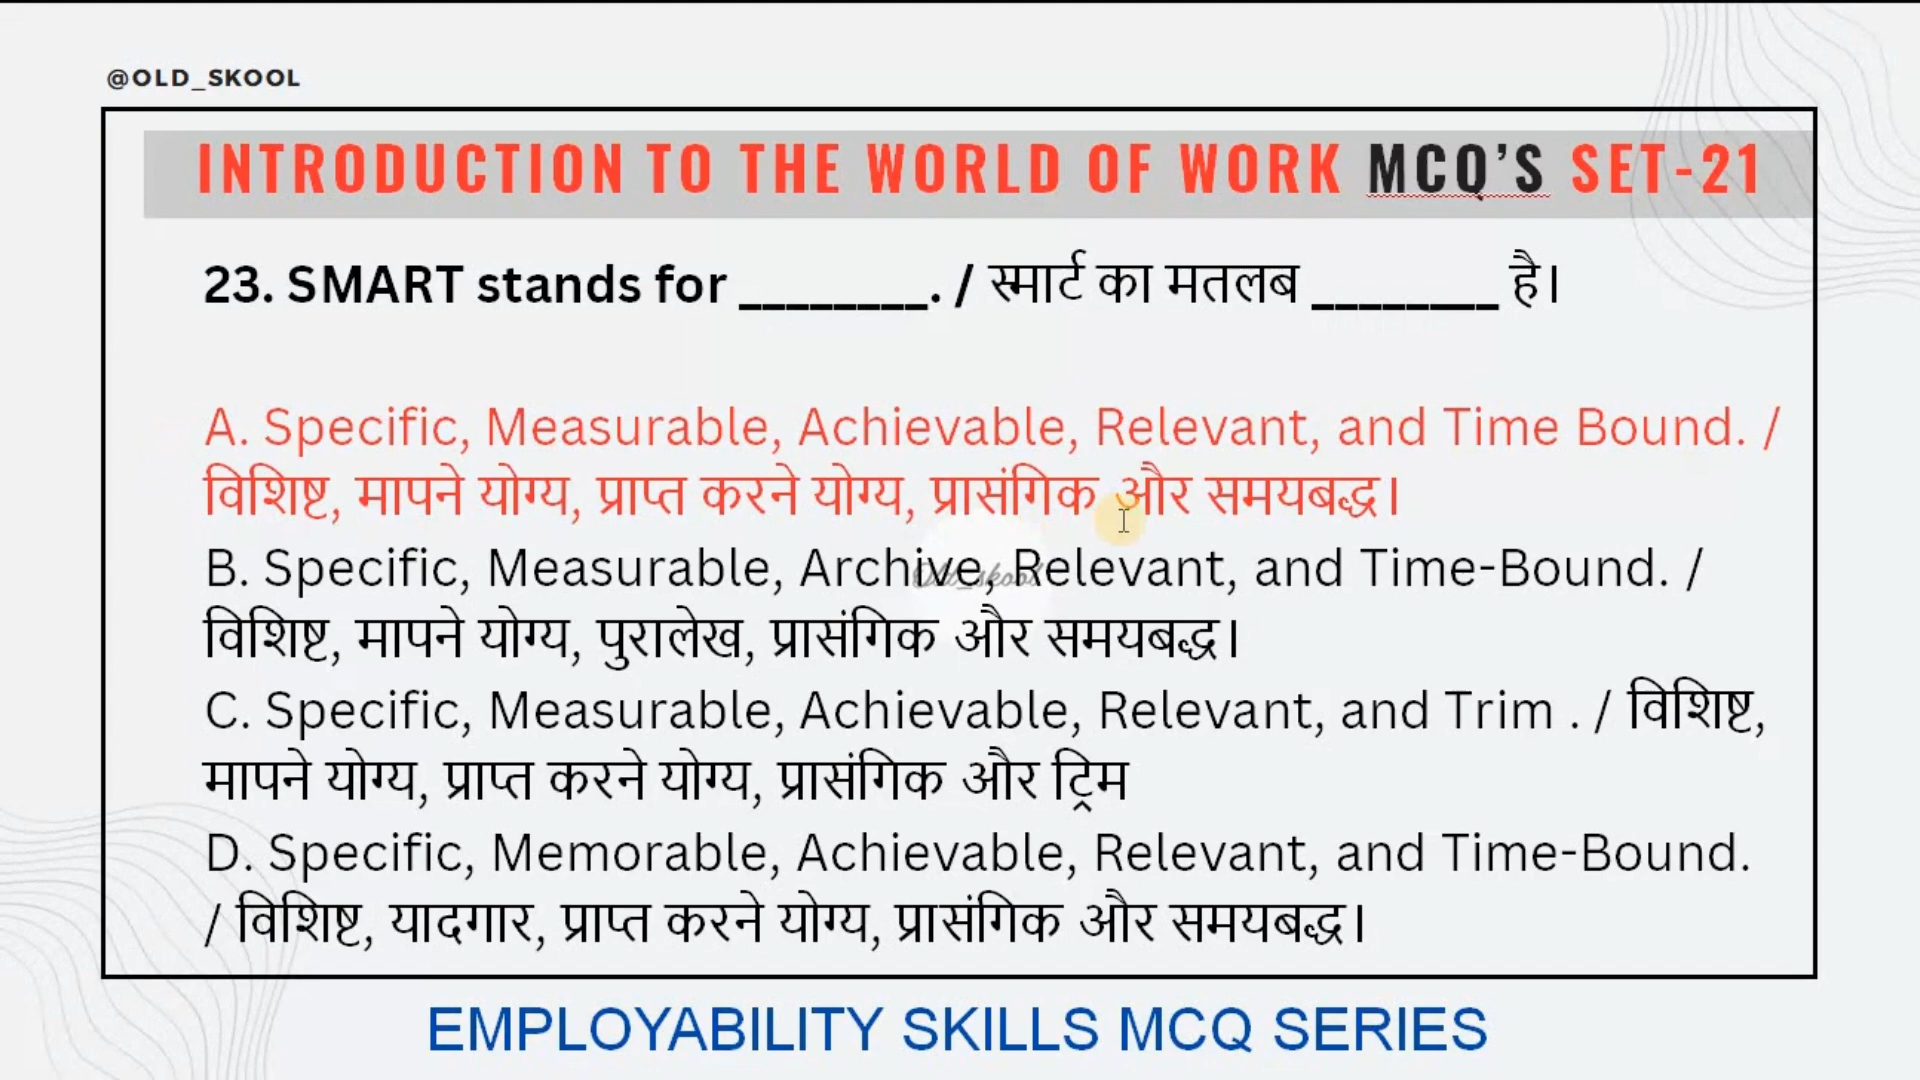 @OLD_SKOOL
INTRODUCTION TO THE WORLD OF WORK MCQ'S SET-21
23. SMART stands for ________. / स्मार्ट का मतलब ________ है।
A. Specific, Measurable, Achievable, Relevant, and Time Bound. /
विशिष्ट, मापने योग्य, प्राप्त करने योग्य, प्रासंगिक और समयबद्ध।
B. Specific, Measurable, Archive, Relevant, and Time-Bound. /
विशिष्ट, मापने योग्य, पुरालेख, प्रासंगिक और समयबद्ध।
Old_skool
C. Specific, Measurable, Achievable, Relevant, and Trim . / विशिष्ट,
मापने योग्य, प्राप्त करने योग्य, प्रासंगिक और ट्रिम
D. Specific, Memorable, Achievable, Relevant, and Time-Bound.
/ विशिष्ट, यादगार, प्राप्त करने योग्य, प्रासंगिक और समयबद्ध।
EMPLOYABILITY SKILLS MCQ SERIES